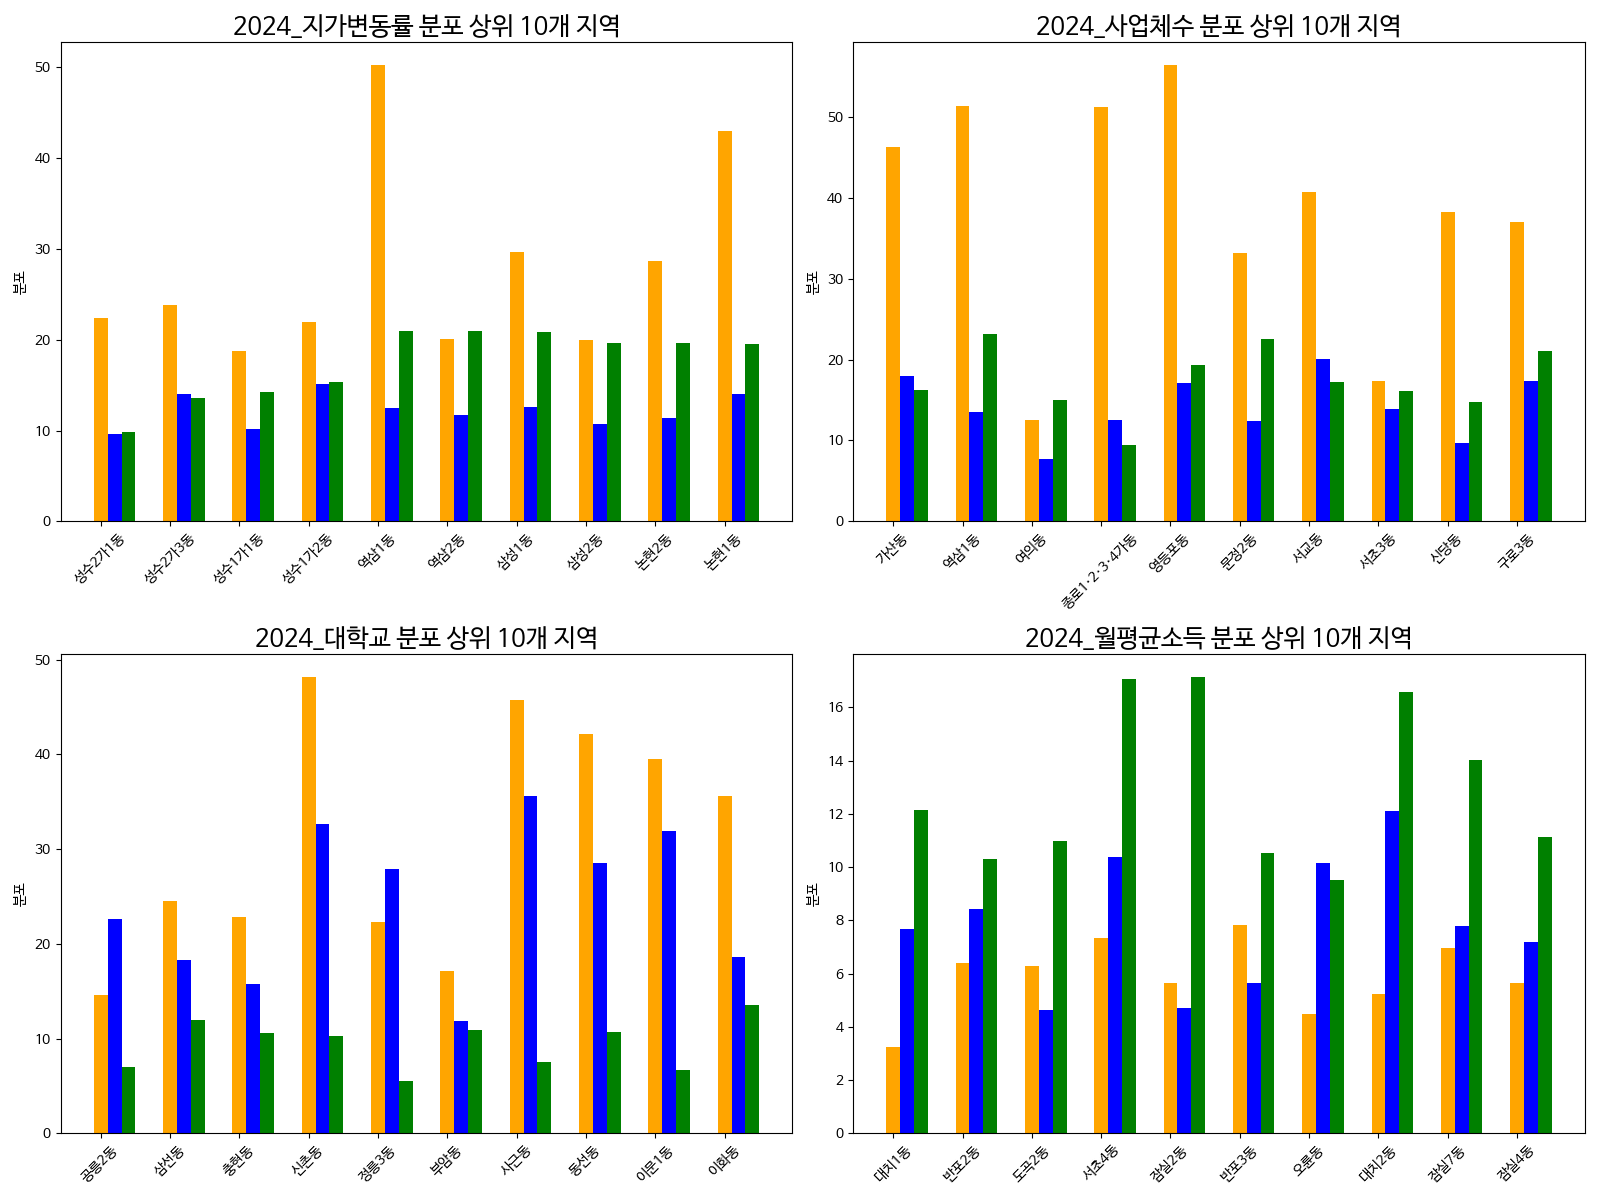 2024_지가변동률 분포 상위 10개 지역
분포
50
40
30
20
10
0
성수2가1동
성수2가3동
성수1가1동
성수1가2동
역삼1동
역삼2동
삼성1동
삼성2동
논현2동
논현1동
2024_사업체수 분포 상위 10개 지역
분포
50
40
30
20
10
0
가산동
역삼1동
여의동
종로1·2·3·4가동
영등포동
문정2동
서교동
서초3동
신당동
구로3동
2024_대학교 분포 상위 10개 지역
분포
50
40
30
20
10
0
공릉2동
삼선동
충현동
신촌동
정릉3동
부암동
사근동
동선동
이문1동
이화동
2024_월평균소득 분포 상위 10개 지역
분포
16
14
12
10
8
6
4
2
0
대치1동
반포2동
도곡2동
서초4동
잠실2동
반포3동
오륜동
대치2동
잠실7동
잠실4동